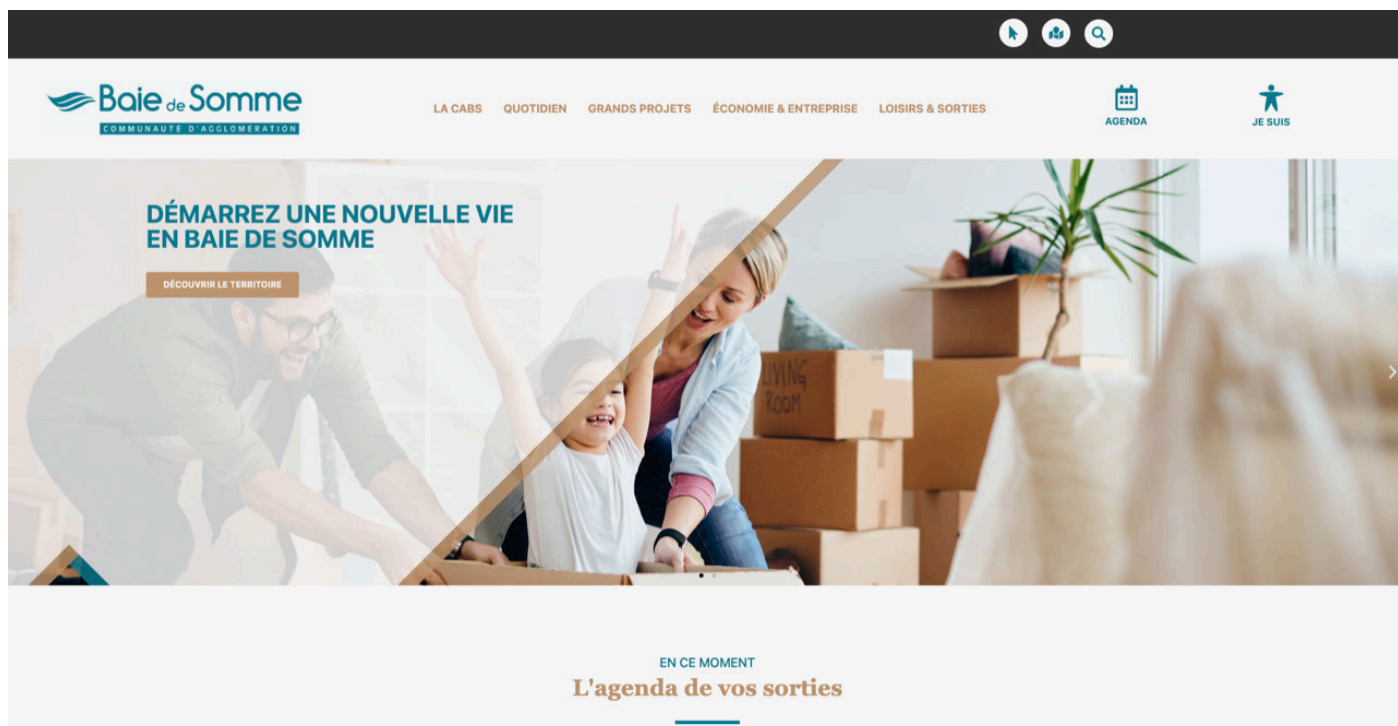 Baie de Somme
COMMUNAUTÉ D'AGGLOMÉRATION
LA CABS QUOTIDIEN GRANDS PROJETS ÉCONOMIE & ENTREPRISE LOISIRS & SORTIES
AGENDA
JE SUIS
DÉMARREZ UNE NOUVELLE VIE
EN BAIE DE SOMME
DÉCOUVRIR LE TERRITOIRE
LIVING
ROOM
EN CE MOMENT
L'agenda de vos sorties